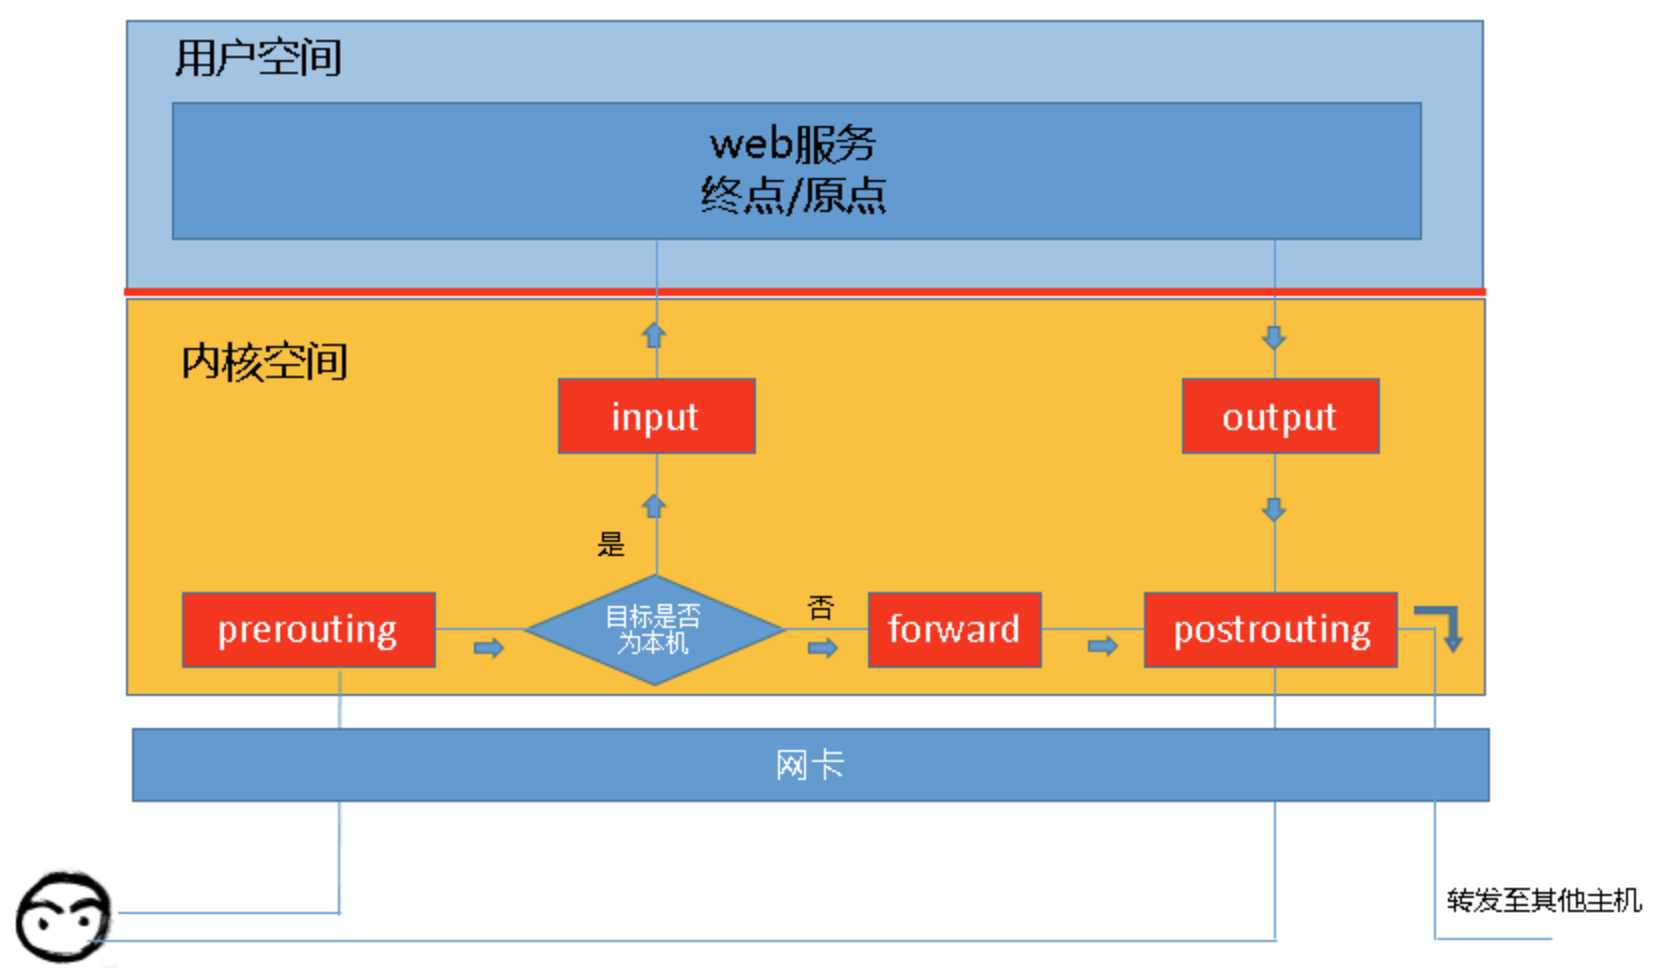 用户空间
web服务
终点/原点
内核空间
input
output
是
prerouting
目标是否
为本机
否
forward
postrouting
网卡
转发至其他主机